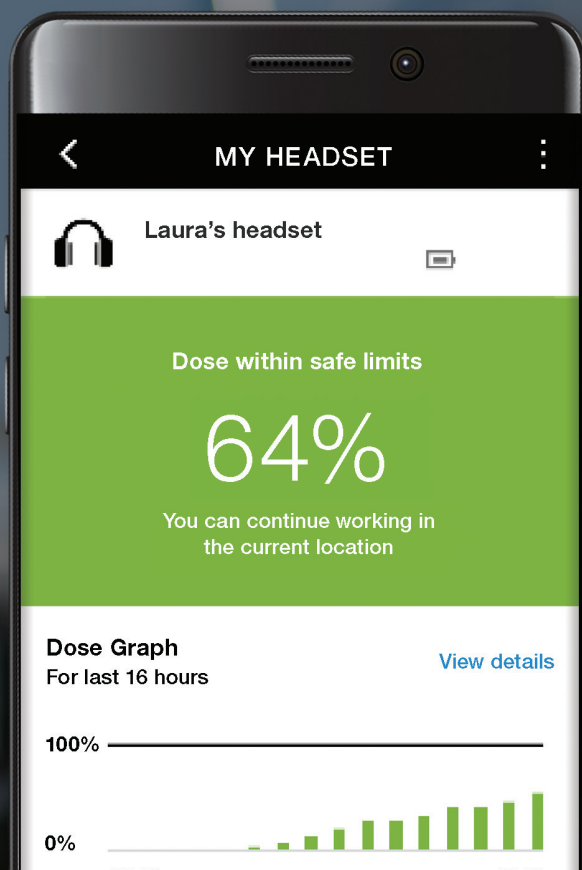 MY HEADSET
Laura's headset
Dose within safe limits
64%
You can continue working in
the current location
Dose Graph
View details
For last 16 hours
100%
0%